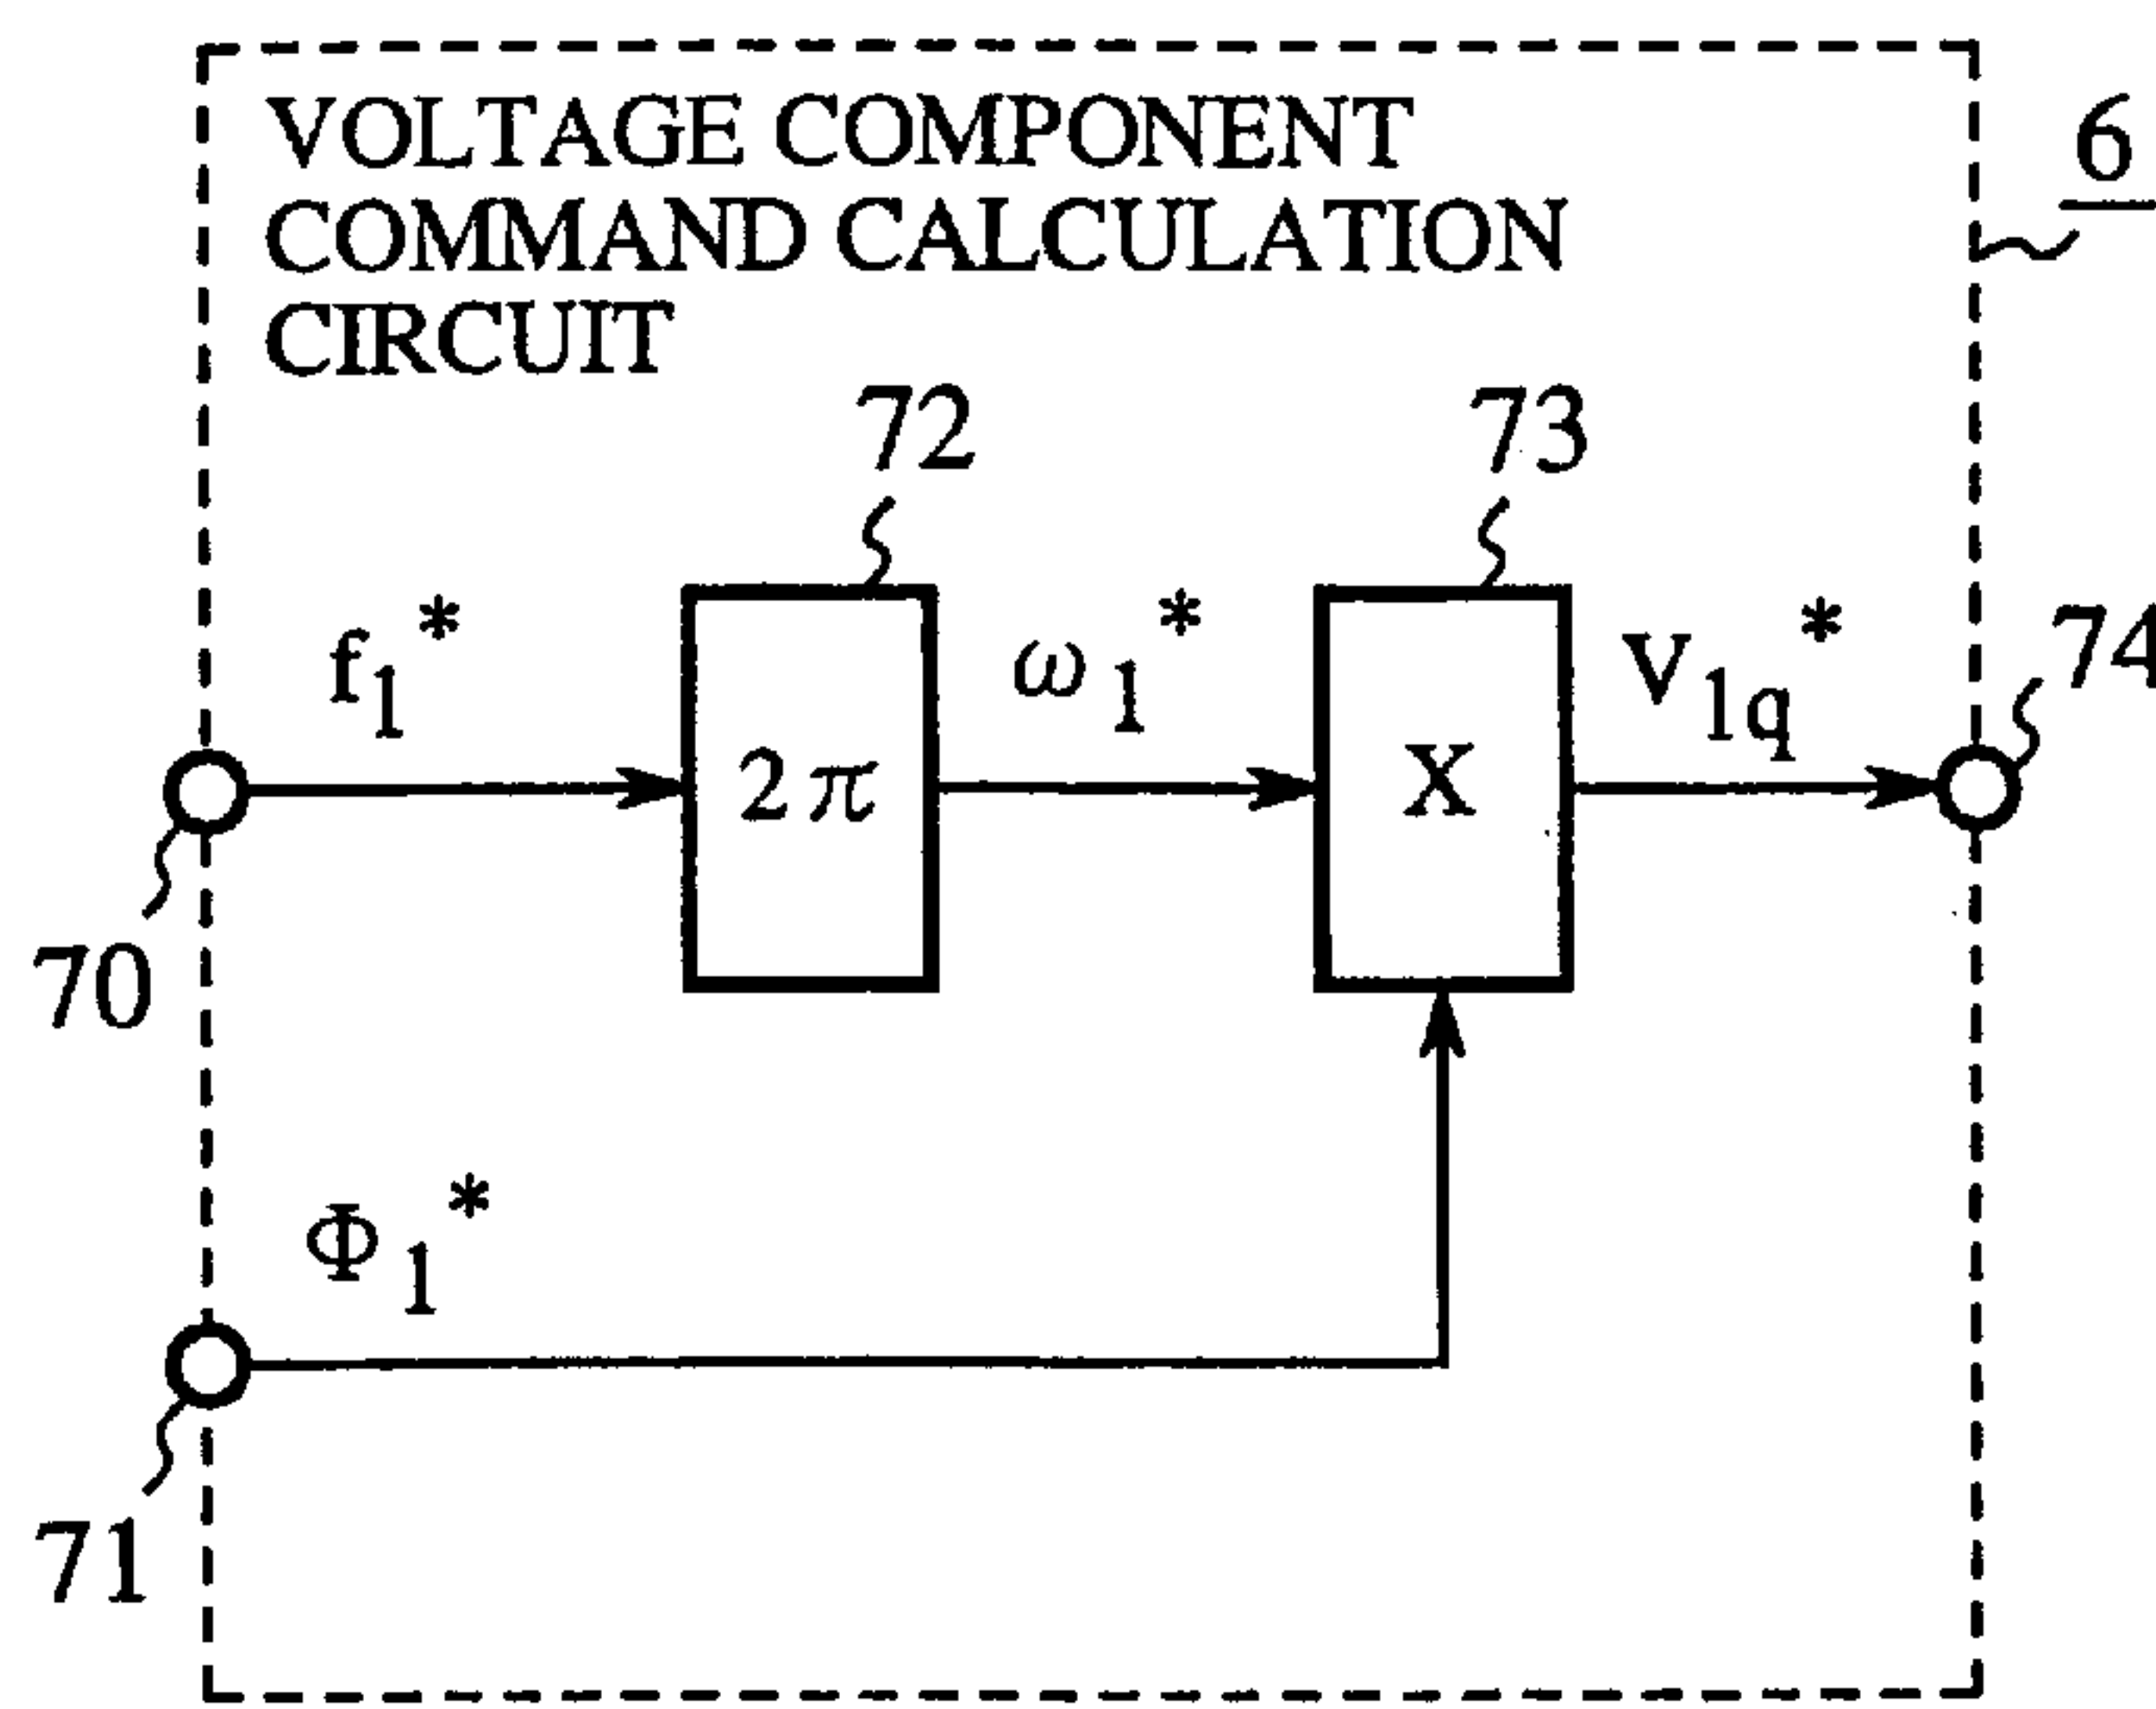 VOLTAGE COMPONENT
COMMAND CALCULATION
CIRCUIT
6
72
73
f₁*
ω₁*
v₁q*
74
2π
X
70
Φ₁*
71